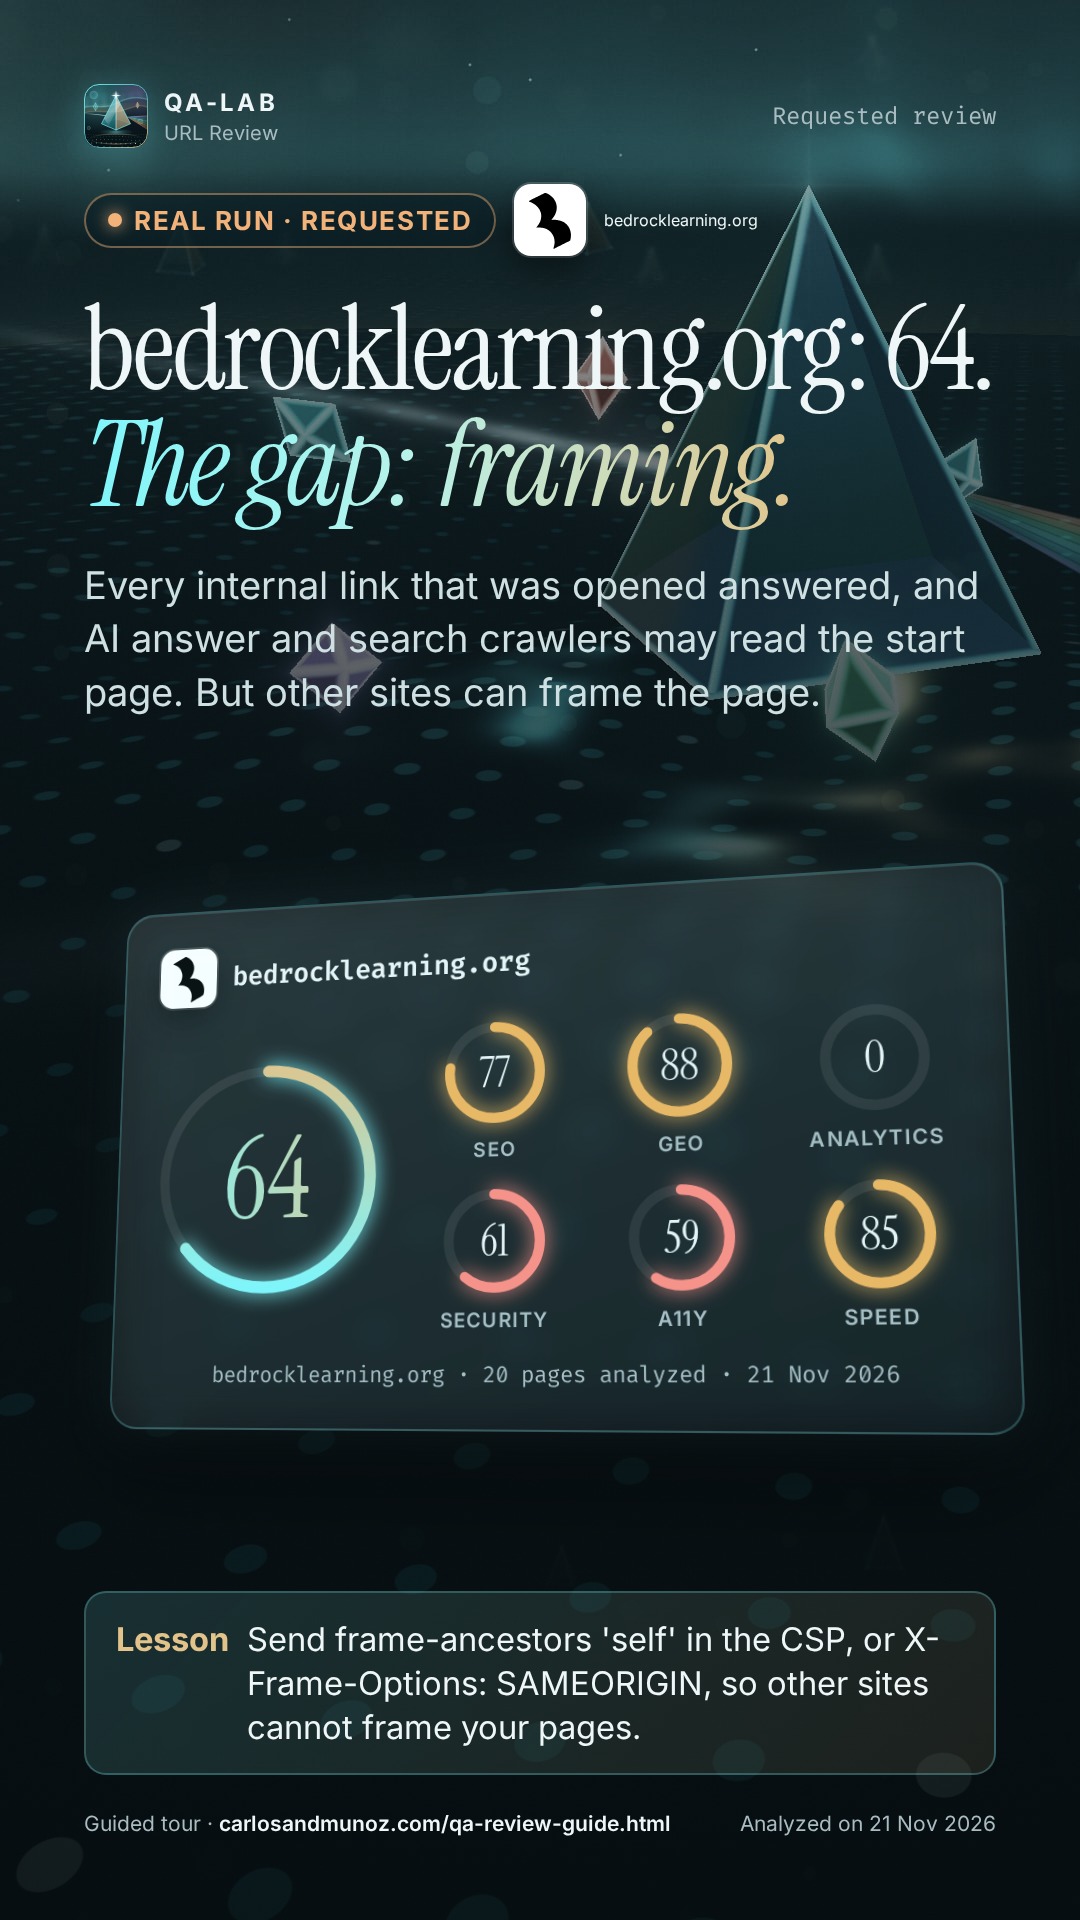 QA-LAB
URL Review
Requested review
REAL RUN · REQUESTED
bedrocklearning.org
bedrocklearning.org: 64.
The gap: framing.
Every internal link that was opened answered, and
AI answer and search crawlers may read the start
page. But other sites can frame the page.
bedrocklearning.org
64
77
SEO
88
GEO
0
ANALYTICS
61
SECURITY
59
A11Y
85
SPEED
bedrocklearning.org · 20 pages analyzed · 21 Nov 2026
Lesson Send frame-ancestors 'self' in the CSP, or X-
Frame-Options: SAMEORIGIN, so other sites
cannot frame your pages.
Guided tour · carlosandmunoz.com/qa-review-guide.html
Analyzed on 21 Nov 2026